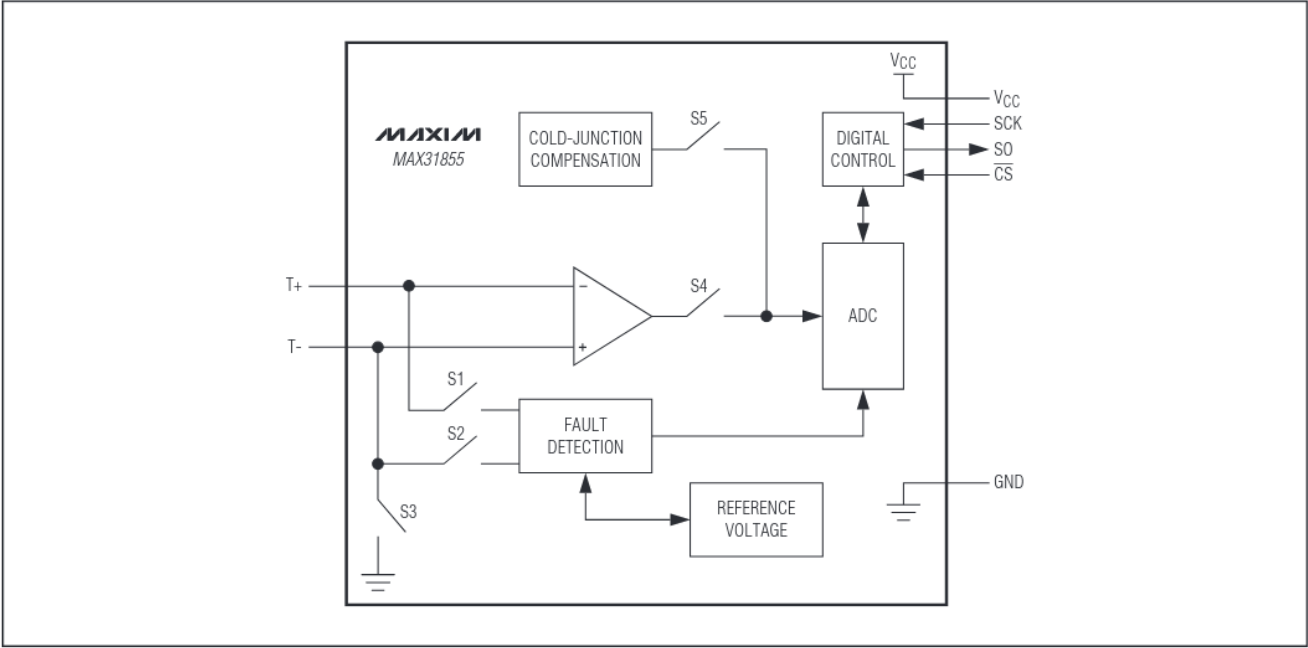 VCC
VCC
SCK
SO
CS
MAXIM
MAX31855
COLD-JUNCTION
COMPENSATION
S5
DIGITAL
CONTROL
T+
−
S4
ADC
T-
+
S1
FAULT
DETECTION
S2
S3
REFERENCE
VOLTAGE
GND